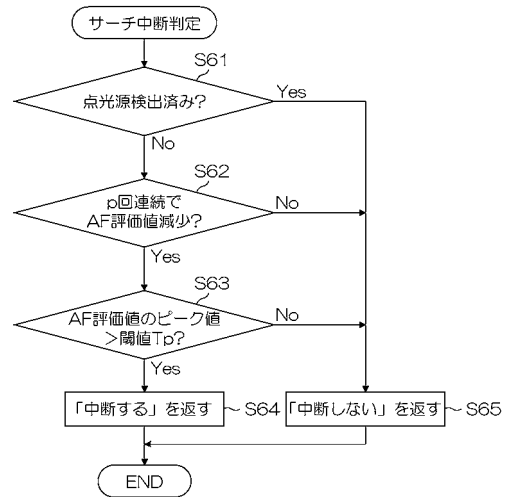 サーチ中断判定
S61
点光源検出済み?
Yes
No
S62
p回連続で
AF評価値減少?
No
Yes
S63
AF評価値のピーク値
>閾値Tp?
No
Yes
「中断する」を返す
S64
「中断しない」を返す
S65
END